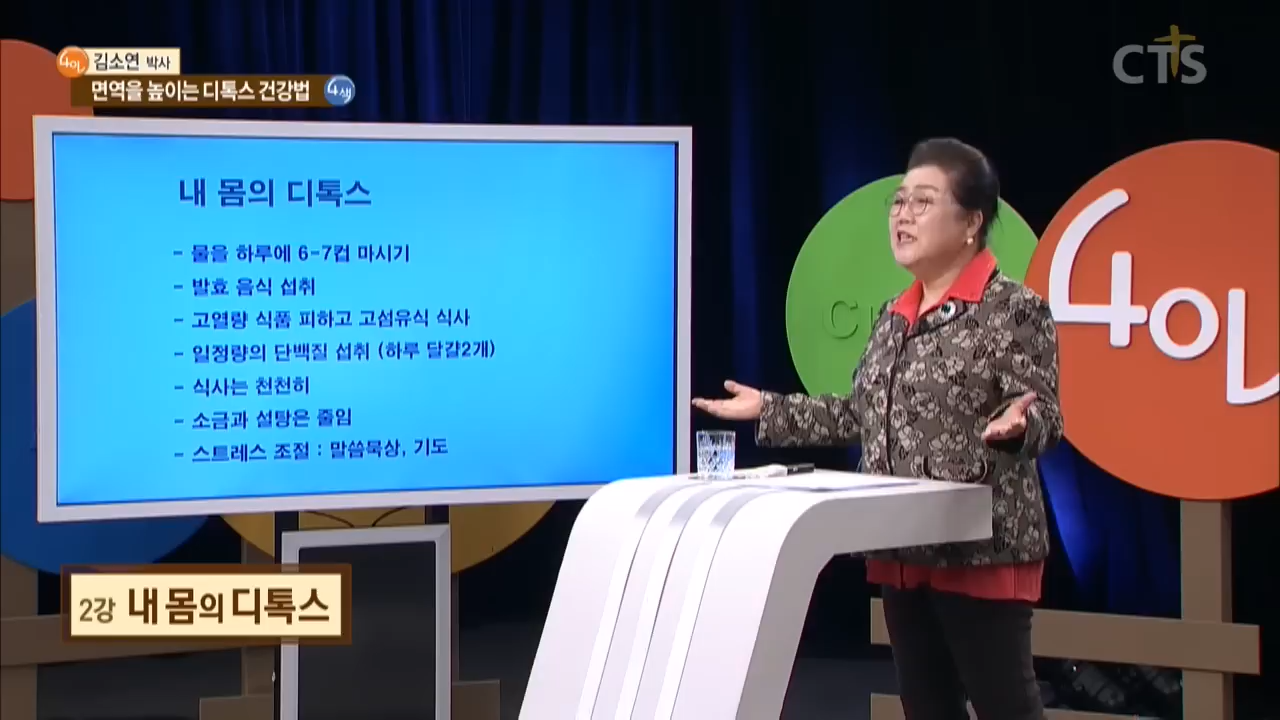 4인
김소연 박사
면역을 높이는 디톡스 건강법
4색
CTS
내 몸의 디톡스
- 물을 하루에 6-7컵 마시기
- 발효 음식 섭취
- 고열량 식품 피하고 고섬유식 식사
- 일정량의 단백질 섭취 (하루 달걀2개)
- 식사는 천천히
- 소금과 설탕은 줄임
- 스트레스 조절 : 말씀묵상, 기도
4인
2강 내 몸의 디톡스